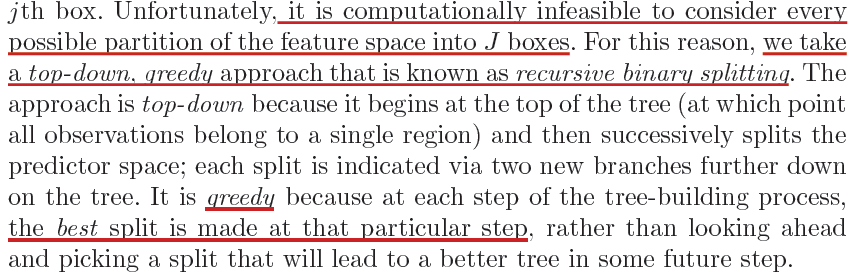 jth box. Unfortunately, it is computationally infeasible to consider every
possible partition of the feature space into J boxes. For this reason, we take
a top-down, greedy approach that is known as recursive binary splitting. The
approach is top-down because it begins at the top of the tree (at which point
all observations belong to a single region) and then successively splits the
predictor space; each split is indicated via two new branches further down
on the tree. It is greedy because at each step of the tree-building process,
the best split is made at that particular step, rather than looking ahead
and picking a split that will lead to a better tree in some future step.